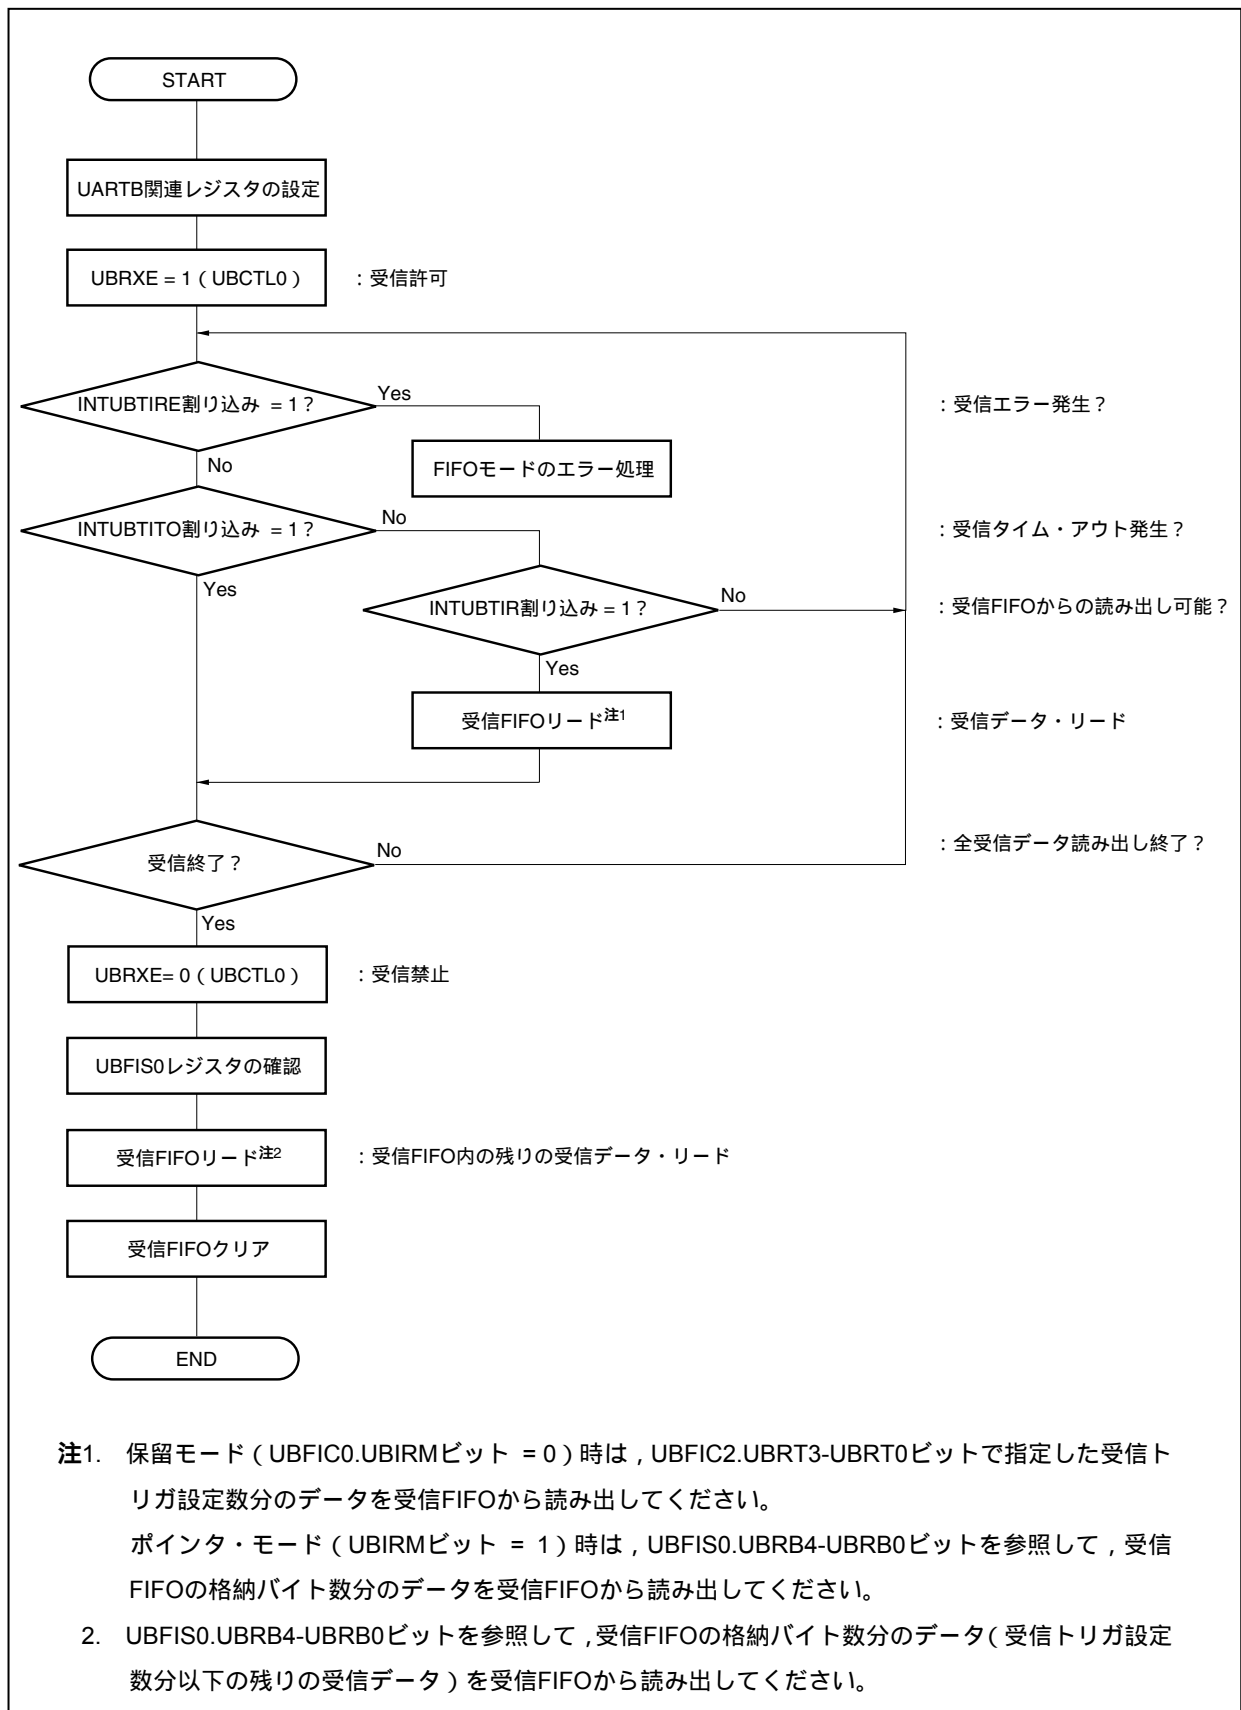 START
UARTB関連レジスタの設定
UBRXE = 1（UBCTL0）
：受信許可
INTUBTIRE割り込み = 1？
Yes
：受信エラー発生？
FIFOモードのエラー処理
No
INTUBTITO割り込み = 1？
No
：受信タイム・アウト発生？
Yes
INTUBTIR割り込み = 1？
No
：受信FIFOからの読み出し可能？
Yes
受信FIFOリード注1
：受信データ・リード
受信終了？
No
：全受信データ読み出し終了？
Yes
UBRXE= 0（UBCTL0）
：受信禁止
UBFIS0レジスタの確認
受信FIFOリード注2
：受信FIFO内の残りの受信データ・リード
受信FIFOクリア
END
注1. 保留モード（UBFIC0.UBIRMビット = 0）時は，UBFIC2.UBRT3-UBRT0ビットで指定した受信ト
リガ設定数分のデータを受信FIFOから読み出してください。
ポインタ・モード（UBIRMビット = 1）時は，UBFIS0.UBRB4-UBRB0ビットを参照して，受信
FIFOの格納バイト数分のデータを受信FIFOから読み出してください。
2. UBFIS0.UBRB4-UBRB0ビットを参照して，受信FIFOの格納バイト数分のデータ（受信トリガ設定
数分以下の残りの受信データ）を受信FIFOから読み出してください。